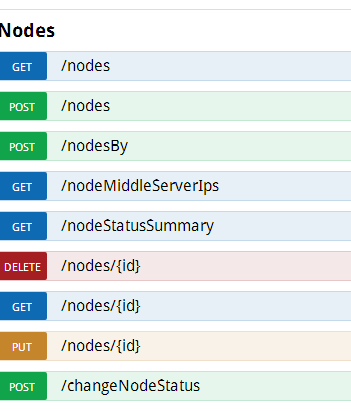 Nodes
GET /nodes
POST /nodes
POST /nodesBy
GET /nodeMiddleServerIps
GET /nodeStatusSummary
DELETE /nodes/{id}
GET /nodes/{id}
PUT /nodes/{id}
POST /changeNodeStatus